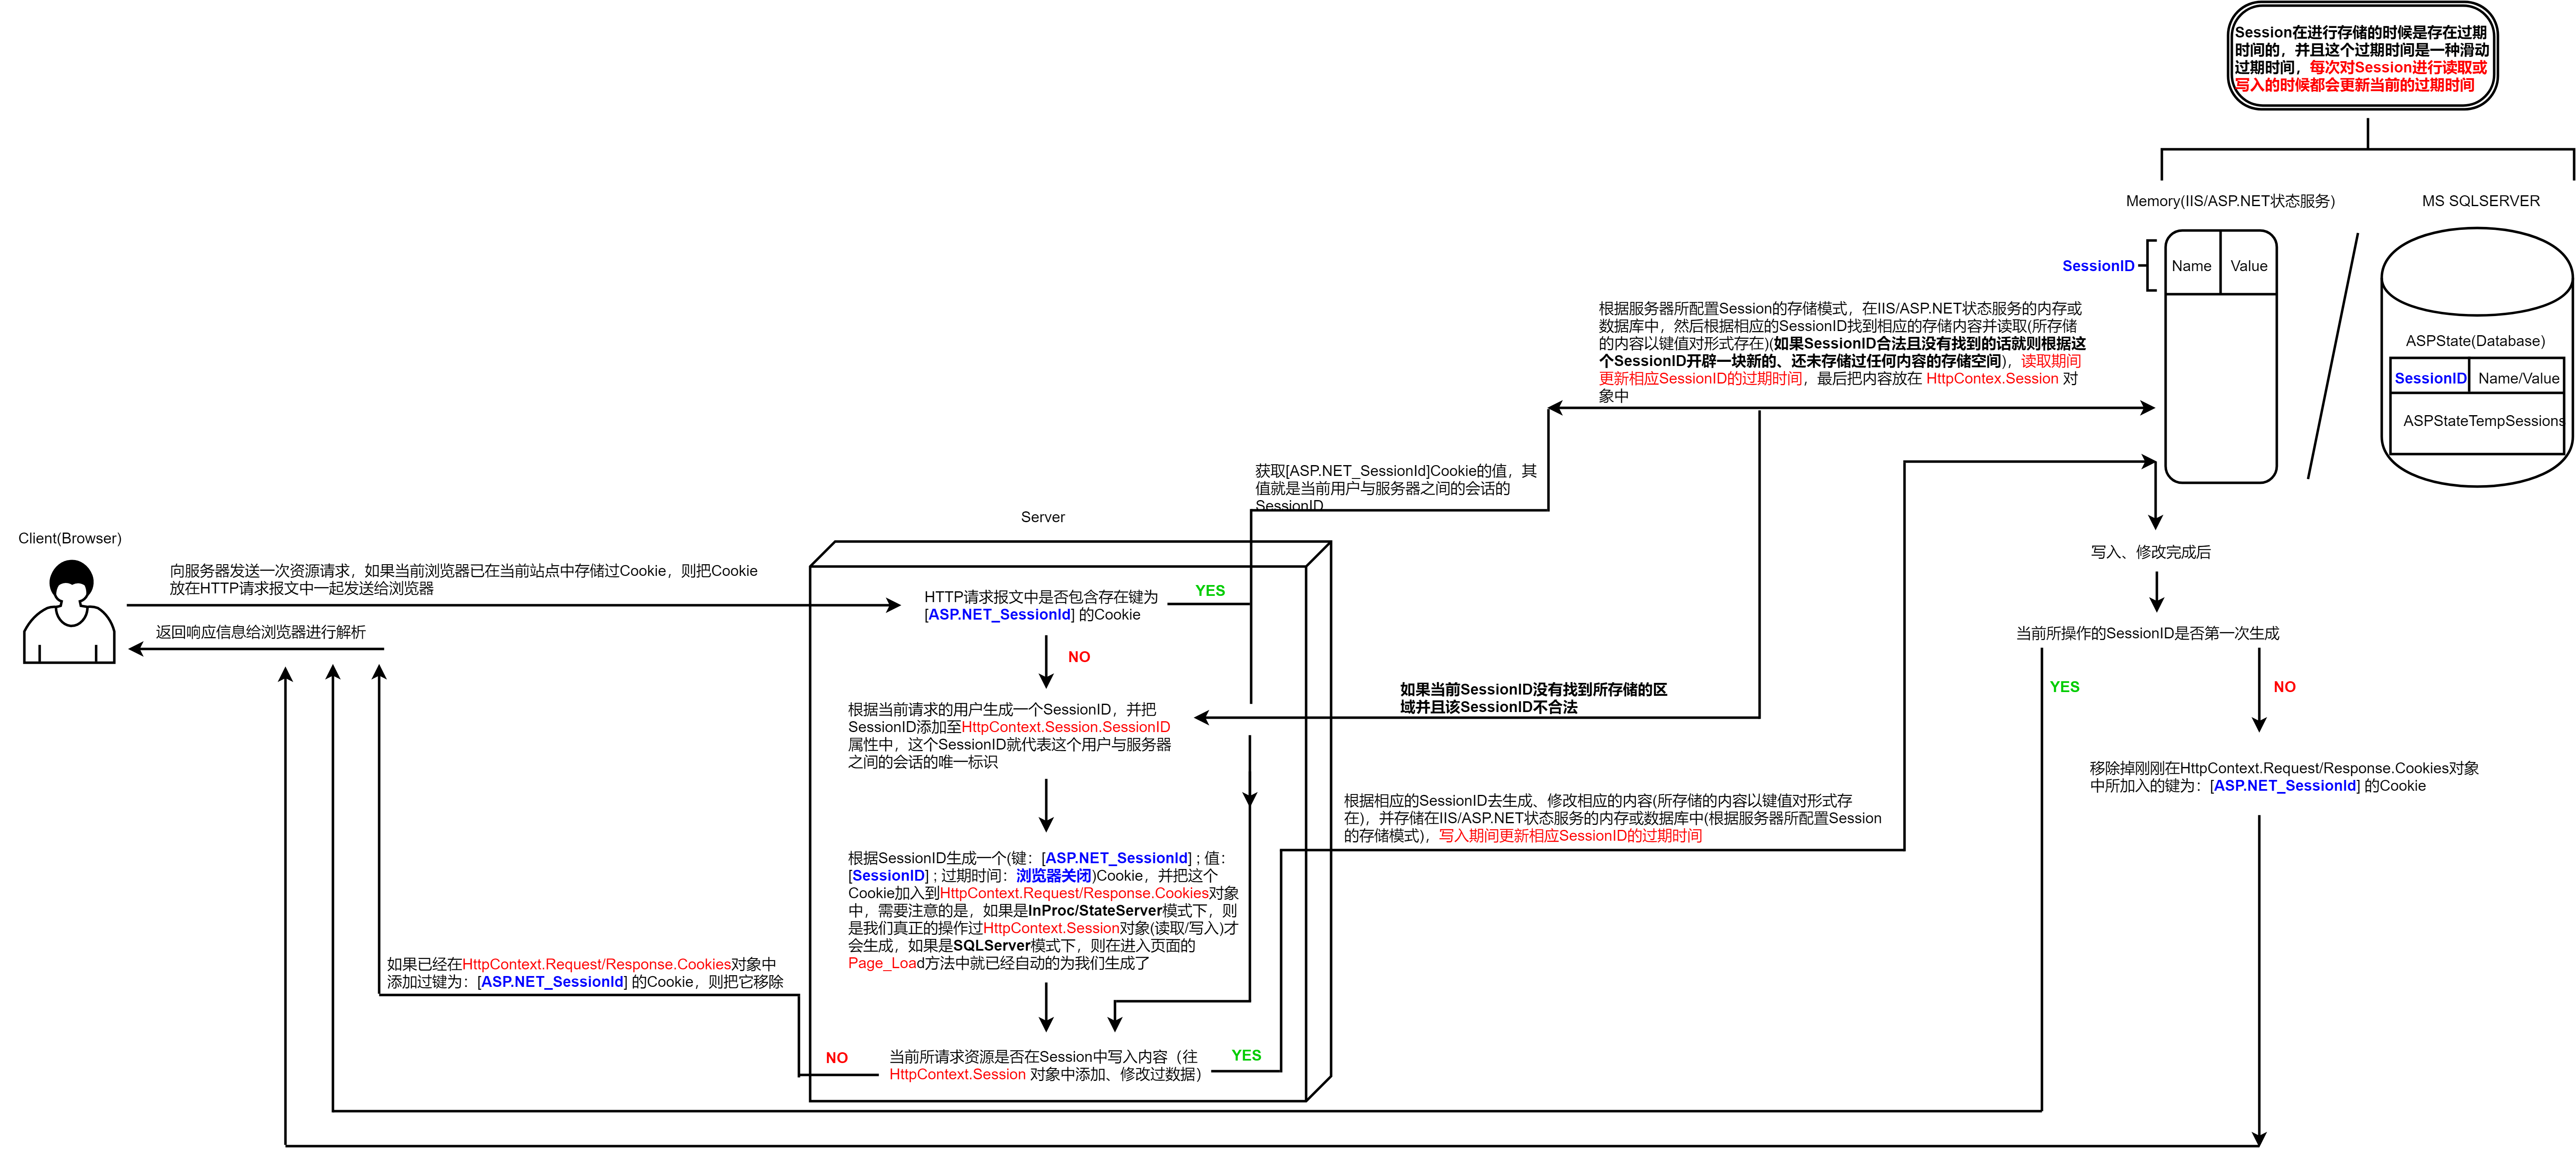 Session在进行存储的时候是存在过期
时间的，并且这个过期时间是一种滑动
过期时间，每次对Session进行读取或
写入的时候都会更新当前的过期时间
Memory(IIS/ASP.NET状态服务)
MS SQLSERVER
SessionID
Name
Value
ASPState(Database)
SessionID
Name/Value
ASPStateTempSessions
根据服务器所配置Session的存储模式，在IIS/ASP.NET状态服务的内存或
数据库中，然后根据相应的SessionID找到相应的存储内容并读取(所存储
的内容以键值对形式存在)(如果SessionID合法且没有找到的话就则根据这
个SessionID开辟一块新的、还未存储过任何内容的存储空间)，读取期间
更新相应SessionID的过期时间，最后把内容放在 HttpContex.Session 对
象中
获取[ASP.NET_SessionId]Cookie的值，其
值就是当前用户与服务器之间的会话的
SessionID
Server
Client(Browser)
向服务器发送一次资源请求，如果当前浏览器已在当前站点中存储过Cookie，则把Cookie
放在HTTP请求报文中一起发送给浏览器
返回响应信息给浏览器进行解析
HTTP请求报文中是否包含存在键为
[ASP.NET_SessionId] 的Cookie
YES
NO
根据当前请求的用户生成一个SessionID，并把
SessionID添加至HttpContext.Session.SessionID
属性中，这个SessionID就代表这个用户与服务器
之间的会话的唯一标识
如果当前SessionID没有找到所存储的区
域并且该SessionID不合法
写入、修改完成后
当前所操作的SessionID是否第一次生成
YES
NO
移除掉刚刚在HttpContext.Request/Response.Cookies对象
中所加入的键为：[ASP.NET_SessionId] 的Cookie
根据相应的SessionID去生成、修改相应的内容(所存储的内容以键值对形式存
在)，并存储在IIS/ASP.NET状态服务的内存或数据库中(根据服务器所配置Session
的存储模式)，写入期间更新相应SessionID的过期时间
根据SessionID生成一个(键：[ASP.NET_SessionId] ; 值：
[SessionID] ; 过期时间：浏览器关闭)Cookie，并把这个
Cookie加入到HttpContext.Request/Response.Cookies对象
中，需要注意的是，如果是InProc/StateServer模式下，则
是我们真正的操作过HttpContext.Session对象(读取/写入)才
会生成，如果是SQLServer模式下，则在进入页面的
Page_Load方法中就已经自动的为我们生成了
如果已经在HttpContext.Request/Response.Cookies对象中
添加过键为：[ASP.NET_SessionId] 的Cookie，则把它移除
NO
当前所请求资源是否在Session中写入内容（往
HttpContext.Session 对象中添加、修改过数据）
YES